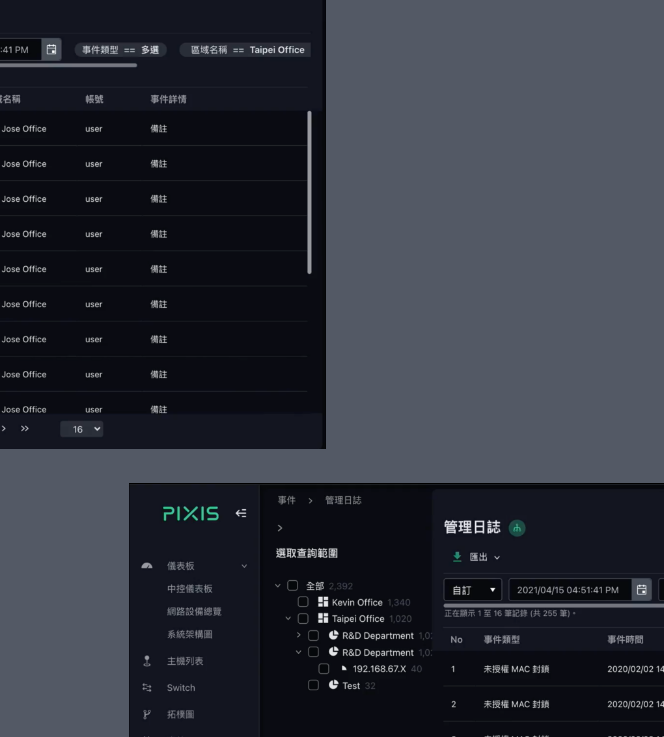 :41 PM 事件類型 == 多選 區域名稱 == Taipei Office
域名稱 帳號 事件詳情
Jose Office user 備註
Jose Office user 備註
Jose Office user 備註
Jose Office user 備註
Jose Office user 備註
Jose Office user 備註
Jose Office user 備註
Jose Office user 備註
Jose Office user 備註
> >> 16
PIXIS
儀表板
中控儀表板
網路設備總覽
系統架構圖
主機列表
Switch
拓樸圖
事件 > 管理日誌
>
選取查詢範圍
全部 2,392
Kevin Office 1,340
Taipei Office 1,020
R&D Department 1,0
R&D Department 1,0
192.168.67.X 40
Test 32
管理日誌
匯出
自訂 2021/04/15 04:51:41 PM
正在顯示 1 至 16 筆記錄 (共 255 筆)。
No 事件類型 事件時間
1 未授權 MAC 封鎖 2020/02/02 14
2 未授權 MAC 封鎖 2020/02/02 14